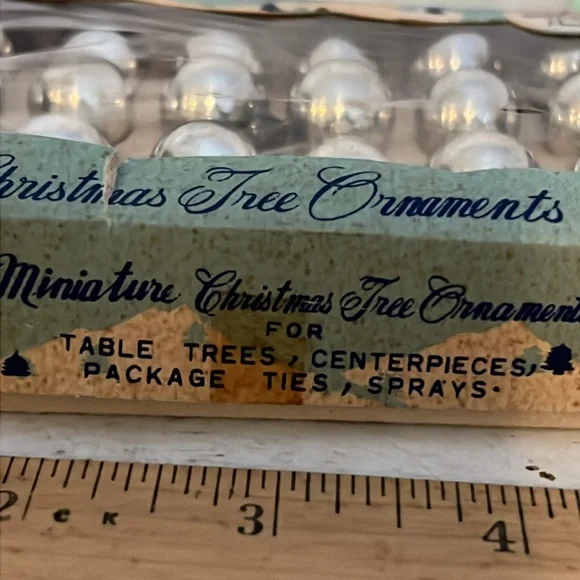 Christmas Tree Ornaments
Miniature Christmas Tree Ornaments
FOR
TABLE TREES, CENTERPIECES,
PACKAGE TIES, SPRAYS.
2 3 4